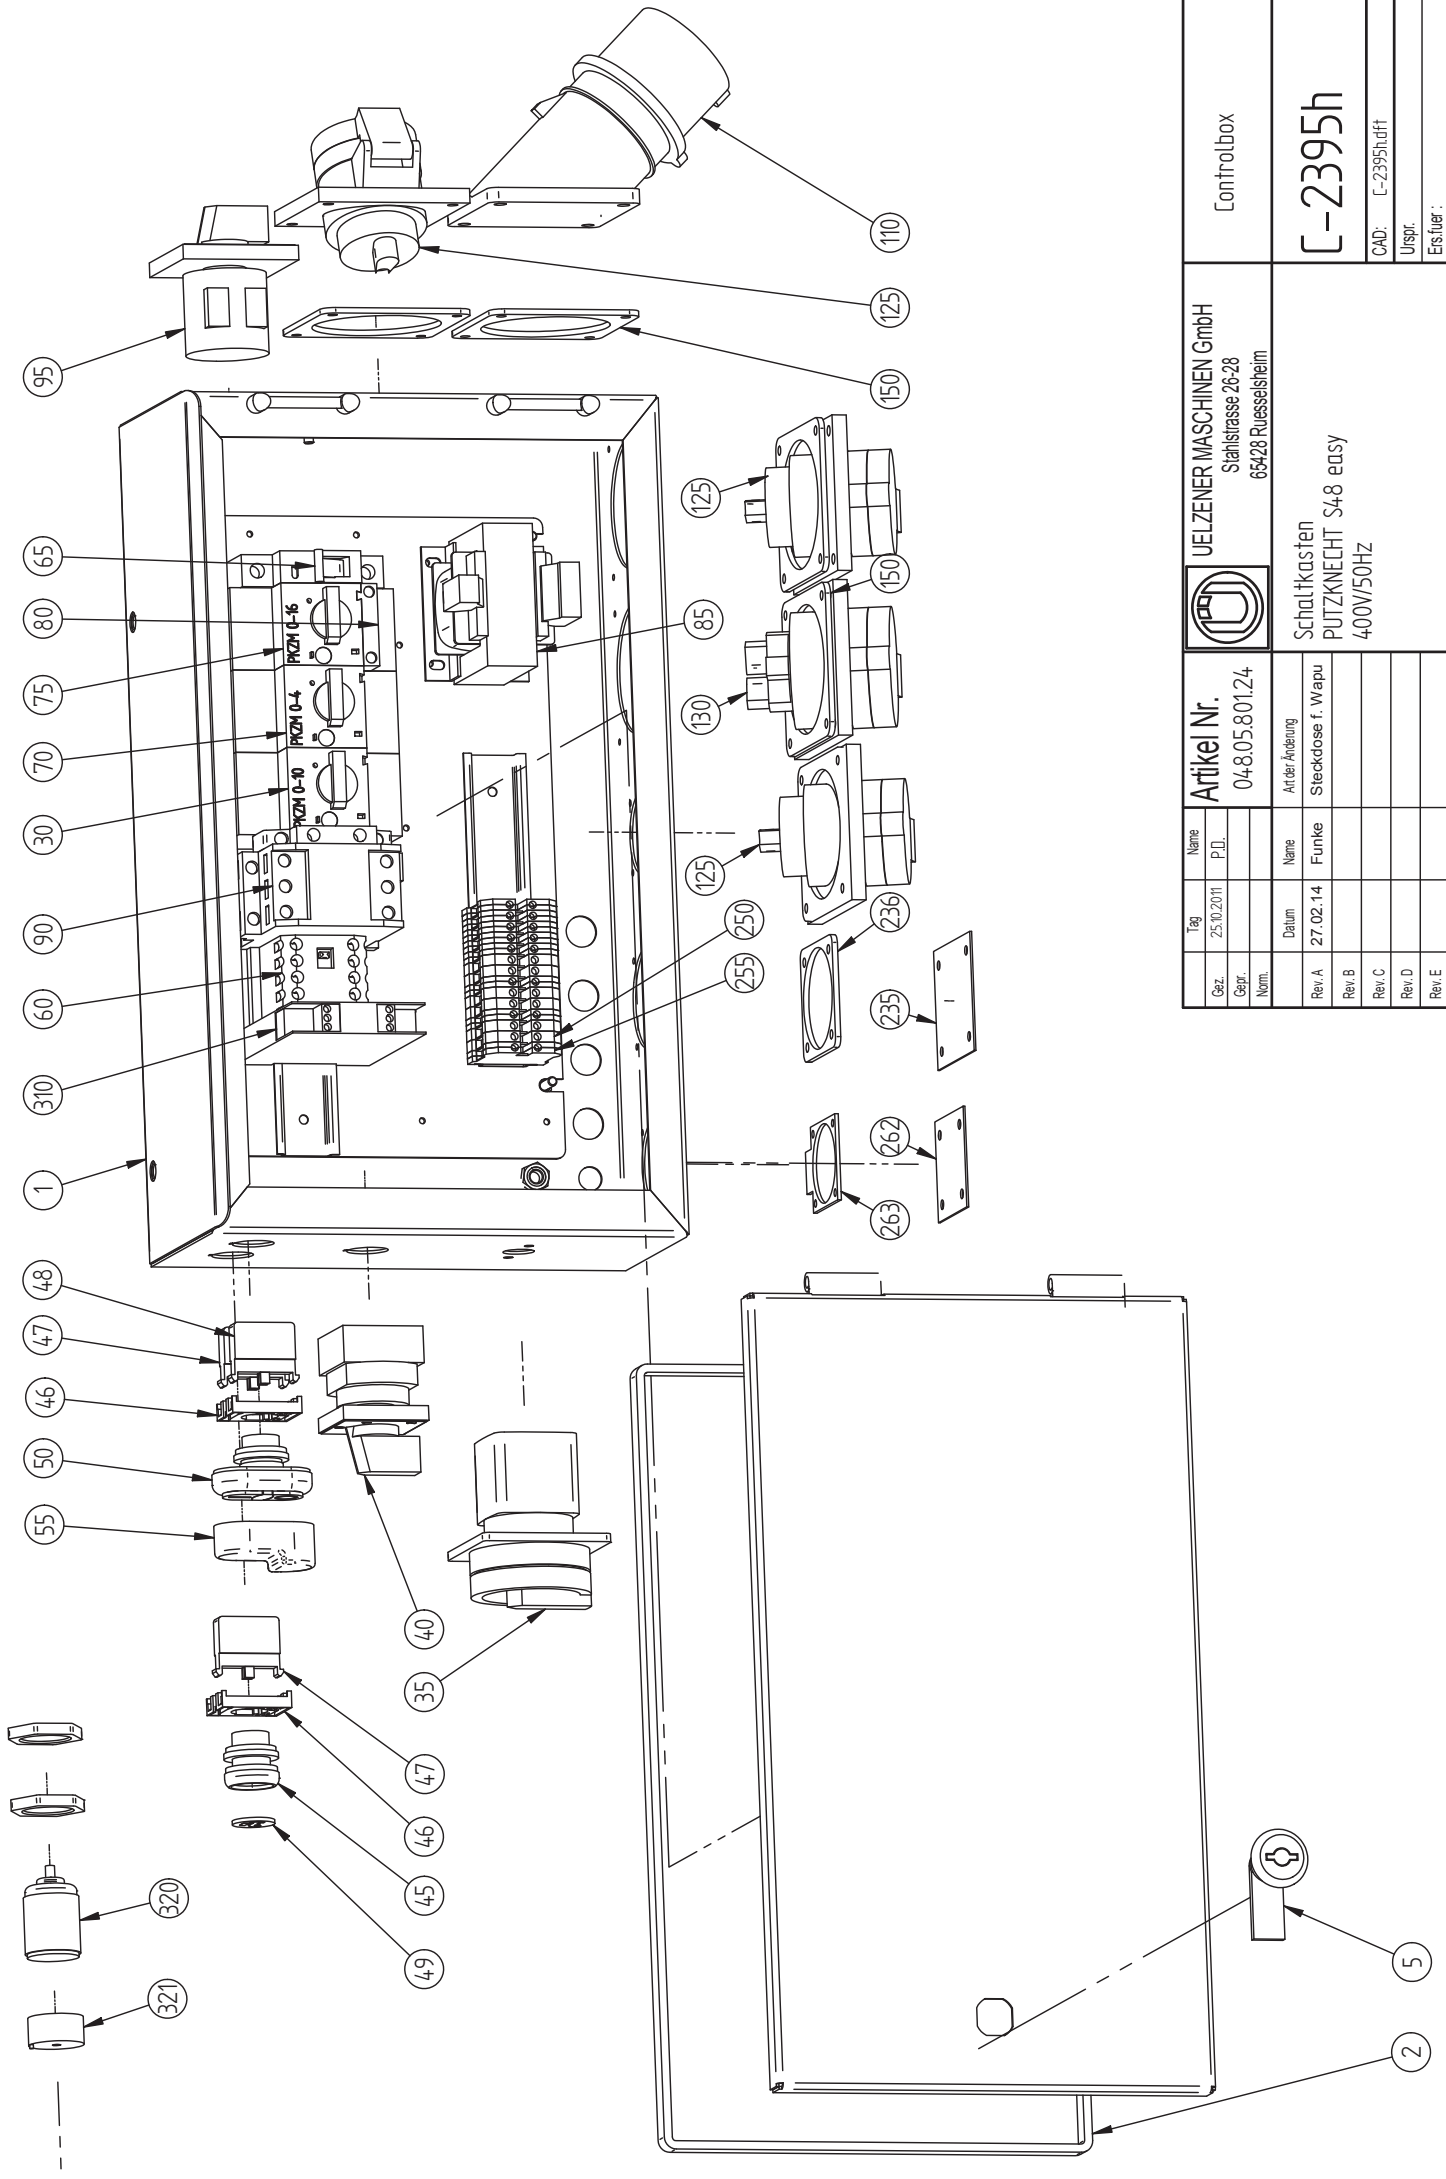 321
320
55
50
46
47
48
1
310
60
90
30
70
75
80
65
95
49
45
46
47
35
40
PKZM 0-10
PKZM 0-4
PKZM 0-16
85
255
250
125
130
150
125
150
125
110
263
262
235
236
2
5
Tag
Name
Gez.
25.10.2011
P.D.
Gepr.
Norm.
Artikel Nr.
048.05.801.24
UELZENER MASCHINEN GmbH
Stahlstrasse 26-28
65428 Ruesselsheim
Controlbox
Datum
Name
Art der Änderung
Rev. A
27.02.14
Funke
Steckdose f. Wapu
Rev. B
Rev. C
Rev. D
Rev. E
Schaltkasten
PUTZKNECHT S48 easy
400V/50HZ
C-2395h
CAD: C-2395h.dft
Urspr.
Ers.fuer :